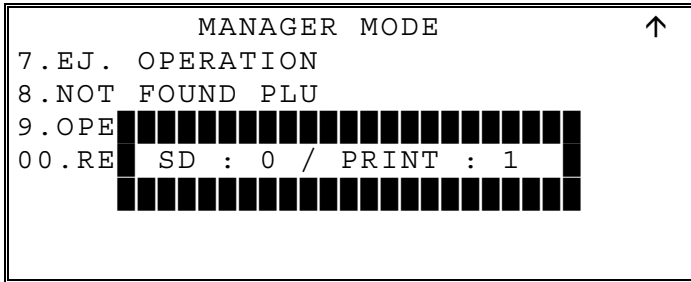 MANAGER MODE ↑
7.EJ. OPERATION
8.NOT FOUND PLU
9.OPE
00.RE SD : 0 / PRINT : 1